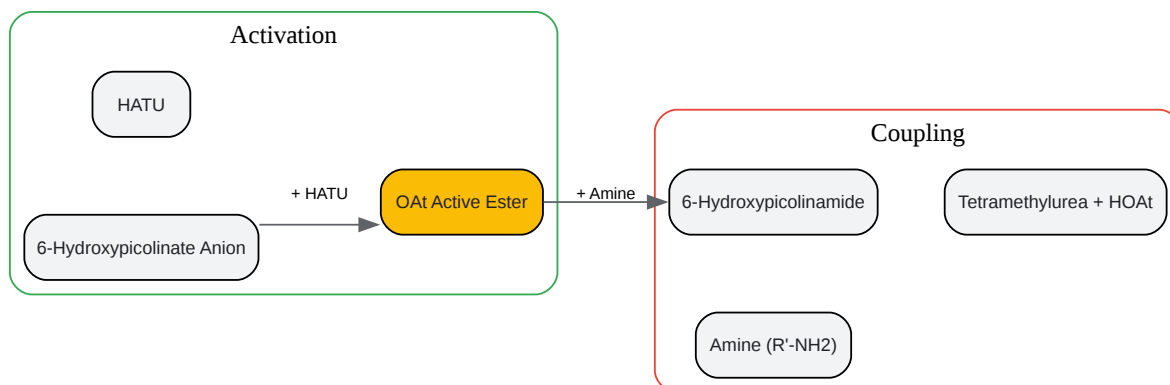 Activation
HATU
+ HATU
OAt Active Ester
6-Hydroxypicolinate Anion
+ Amine
Coupling
6-Hydroxypicolinamide
Tetramethylurea + HOAt
Amine (R'-NH2)